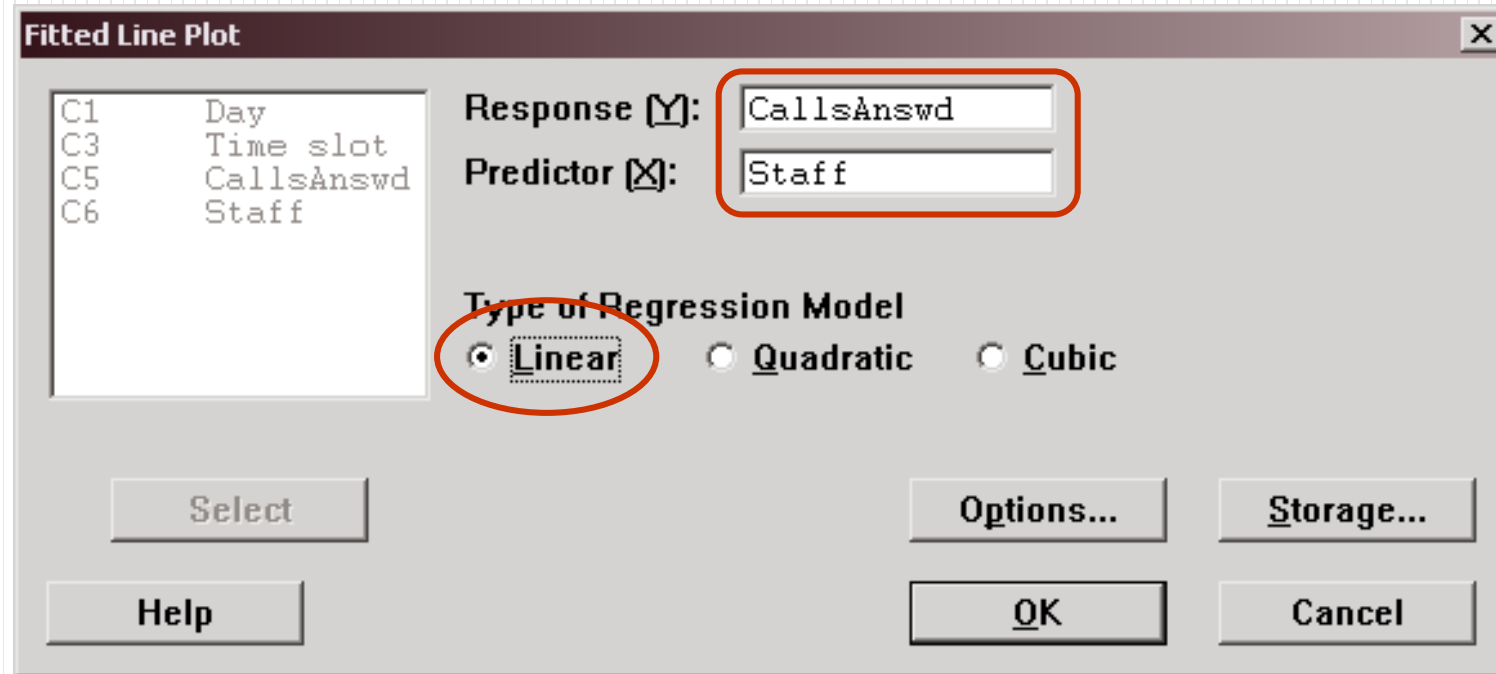 Fitted Line Plot
C1 Day
C3 Time slot
C5 CallsAnswd
C6 Staff
Response (Y): CallsAnswd
Predictor (X): Staff
Type of Regression Model
Linear Quadratic Cubic
Select Options... Storage...
Help OK Cancel